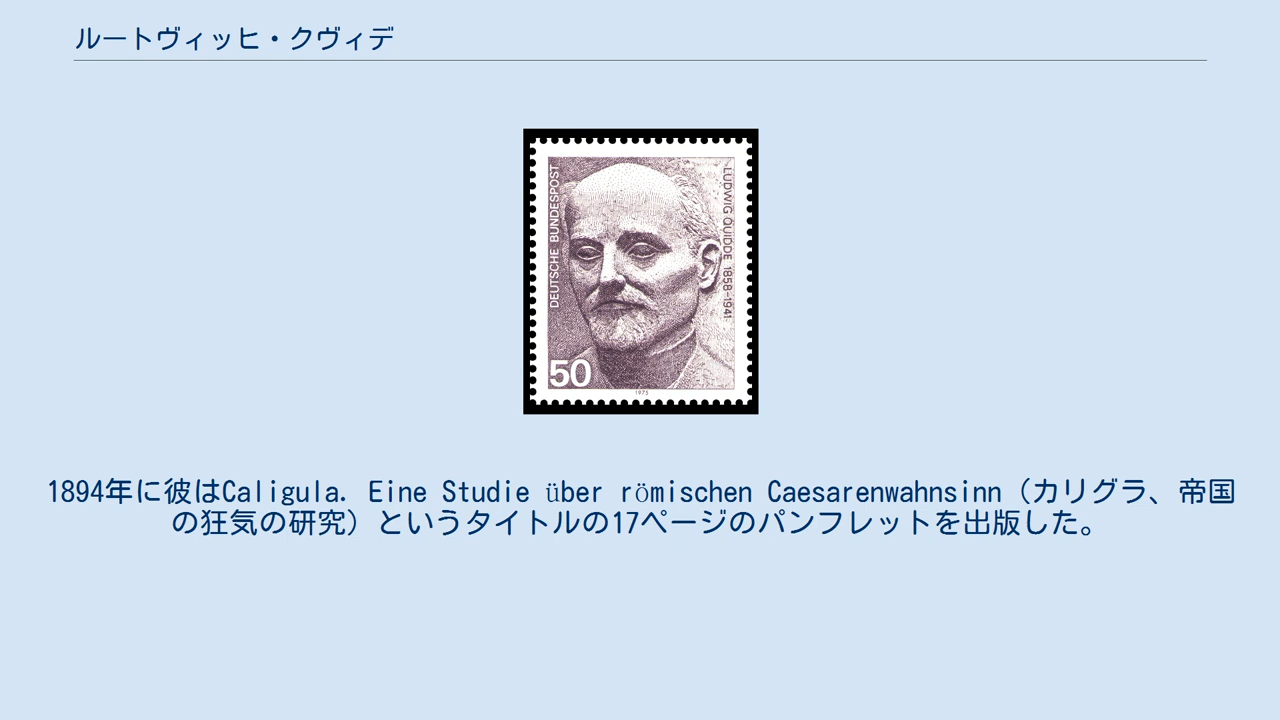 ルートヴィッヒ・クヴィデ
DEUTSCHE BUNDESPOST
LUDWIG QUIDDE 1858-1941
50
1975
1894年に彼はCaligula. Eine Studie über römischen Caesarenwahnsinn（カリグラ、帝国
の狂気の研究）というタイトルの17ページのパンフレットを出版した。